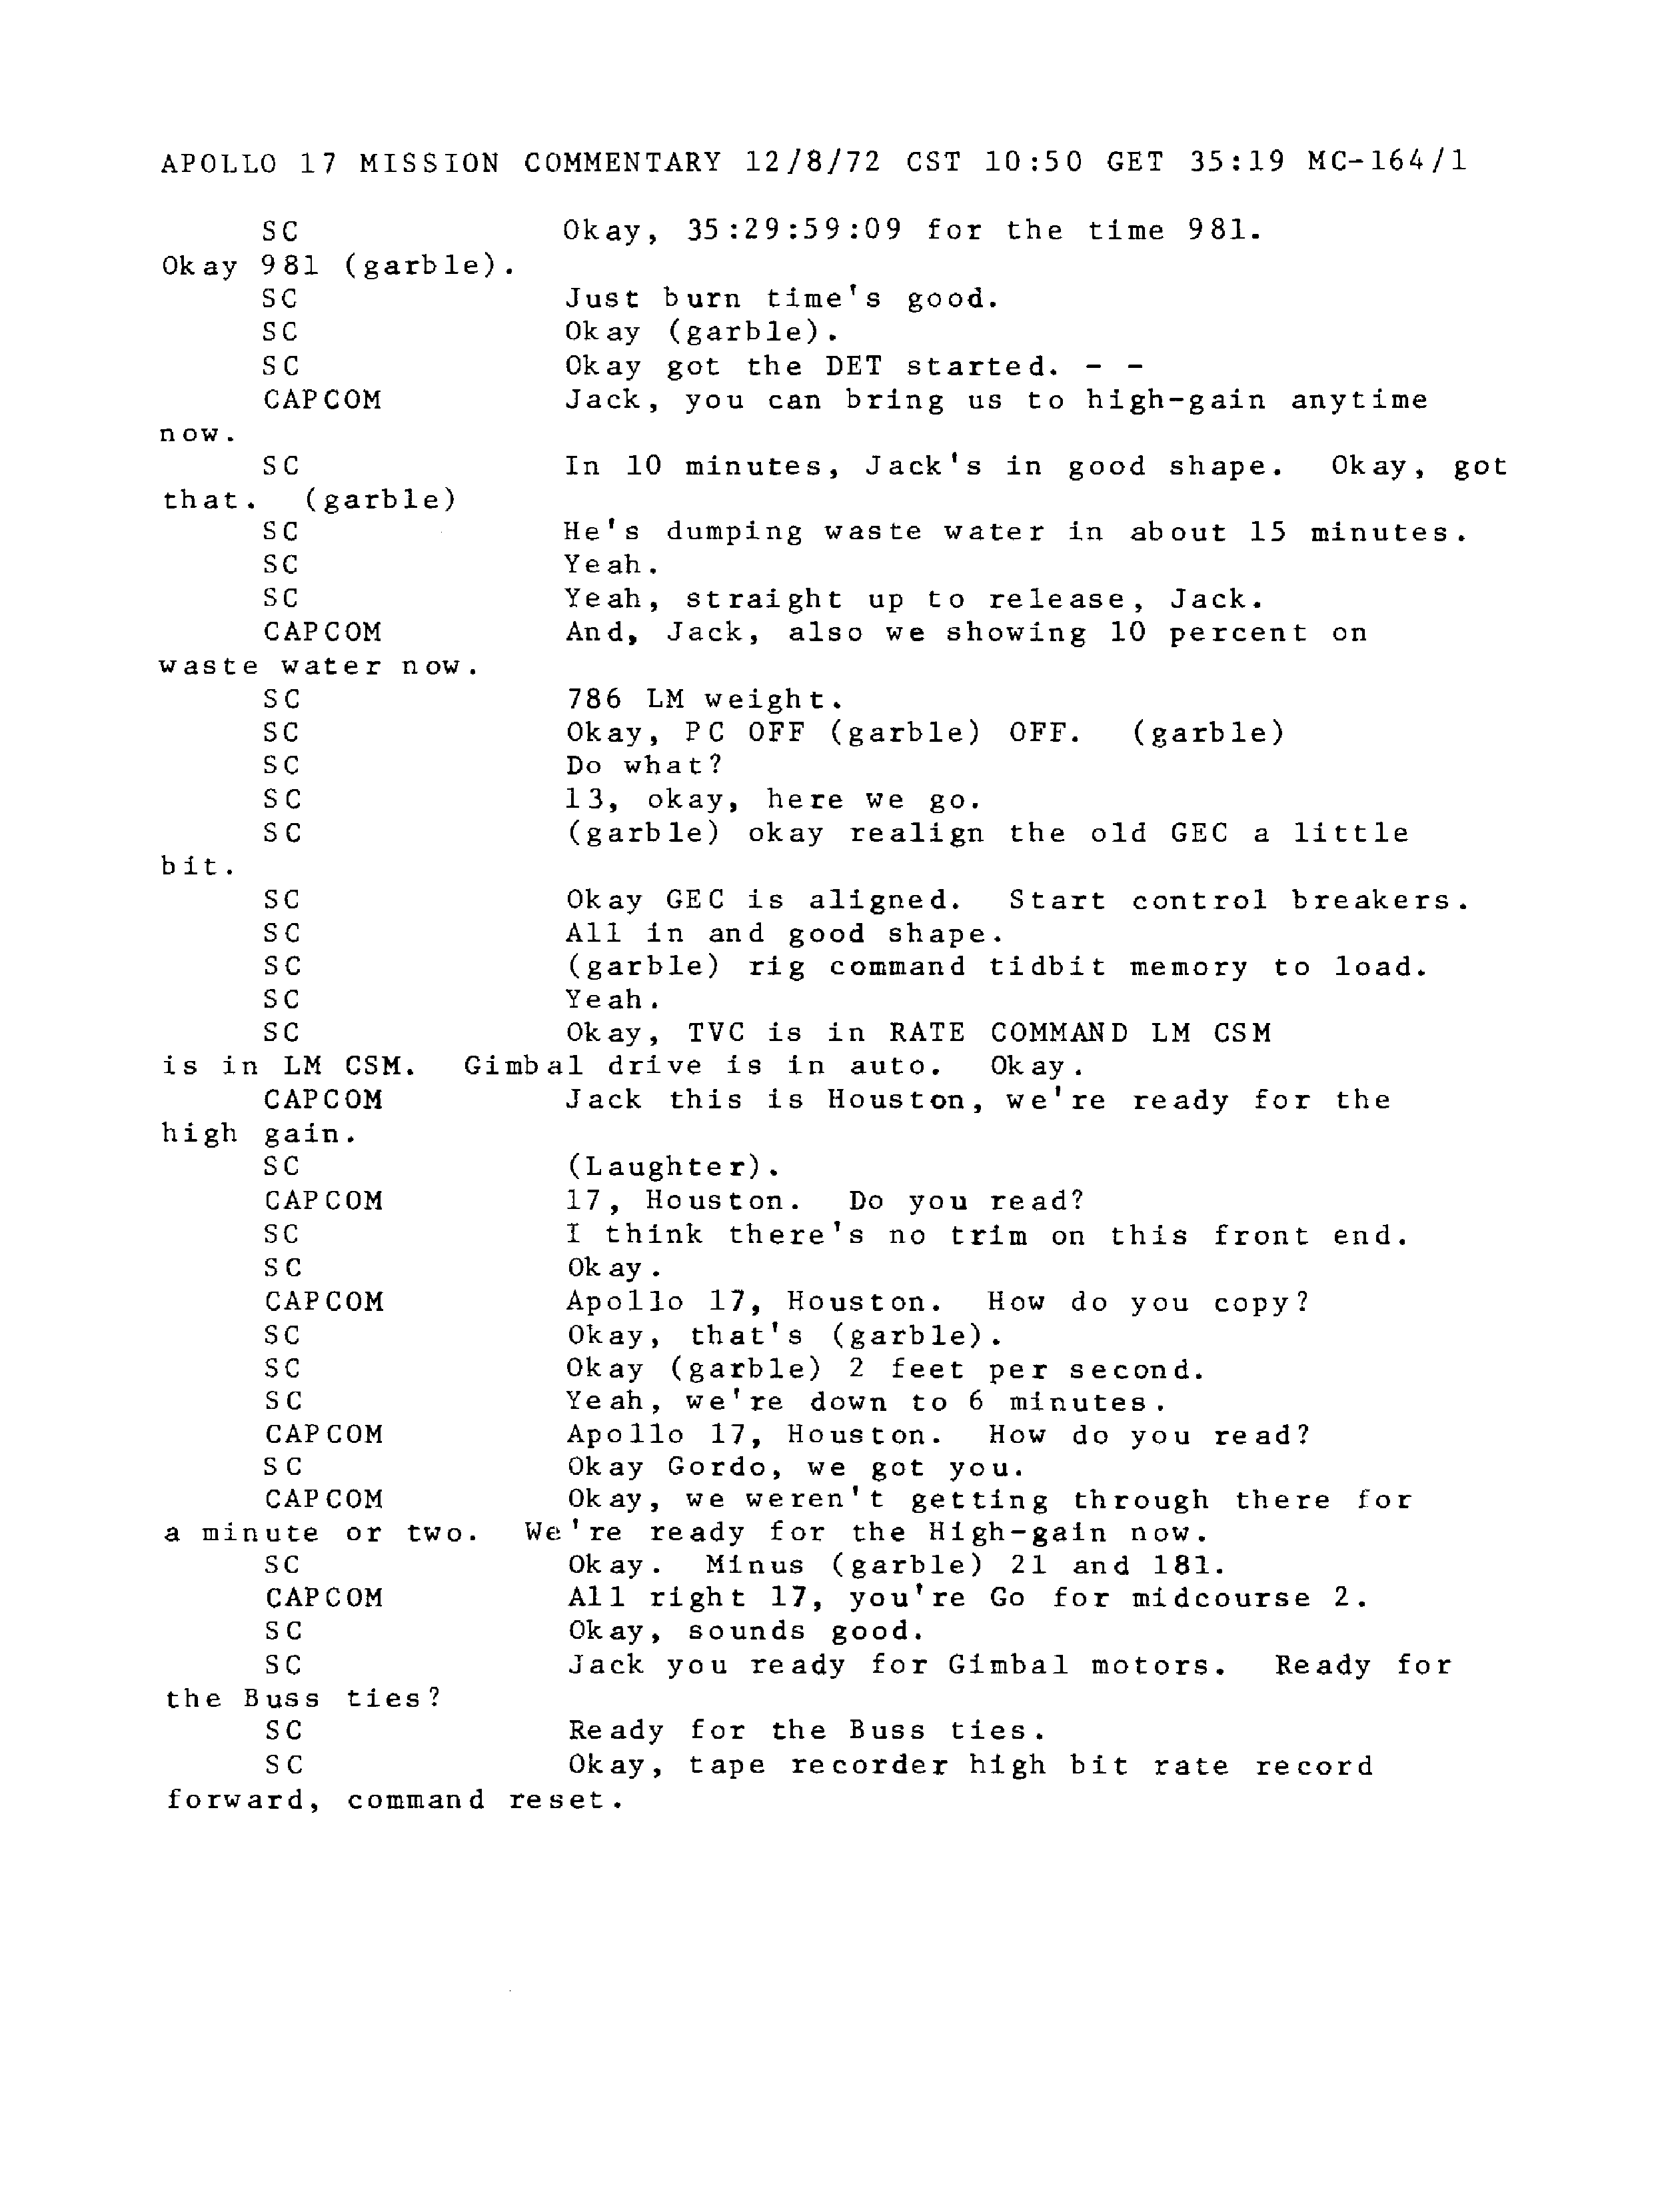 APOLLO 17 MISSION COMMENTARY 12/8/72 CST 10:50 GET 35:19 MC-164/1
SC Okay, 35:29:59:09 for the time 981.
Okay 981 (garble).
SC Just burn time's good.
SC Okay (garble).
SC Okay got the DET started. - -
CAPCOM Jack, you can bring us to high-gain anytime
now.
SC In 10 minutes, Jack's in good shape. Okay, got
that. (garble)
SC He's dumping waste water in about 15 minutes.
SC Yeah.
SC Yeah, straight up to release, Jack.
CAPCOM And, Jack, also we showing 10 percent on
waste water now.
SC 786 LM weight.
SC Okay, PC OFF (garble) OFF. (garble)
SC Do what?
SC 13, okay, here we go.
SC (garble) okay realign the old GEC a little
bit.
SC Okay GEC is aligned. Start control breakers.
SC All in and good shape.
SC (garble) rig command tidbit memory to load.
SC Yeah.
SC Okay, TVC is in RATE COMMAND LM CSM
is in LM CSM. Gimbal drive is in auto. Okay.
CAPCOM Jack this is Houston, we're ready for the
high gain.
SC (Laughter).
CAPCOM 17, Houston. Do you read?
SC I think there's no trim on this front end.
SC Okay.
CAPCOM Apollo 17, Houston. How do you copy?
SC Okay, that's (garble).
SC Okay (garble) 2 feet per second.
SC Yeah, we're down to 6 minutes.
CAPCOM Apollo 17, Houston. How do you read?
SC Okay Gordo, we got you.
CAPCOM Okay, we weren't getting through there for
a minute or two. We're ready for the High-gain now.
SC Okay. Minus (garble) 21 and 181.
CAPCOM All right 17, you're Go for midcourse 2.
SC Okay, sounds good.
SC Jack you ready for Gimbal motors. Ready for
the Buss ties?
SC Ready for the Buss ties.
SC Okay, tape recorder high bit rate record
forward, command reset.